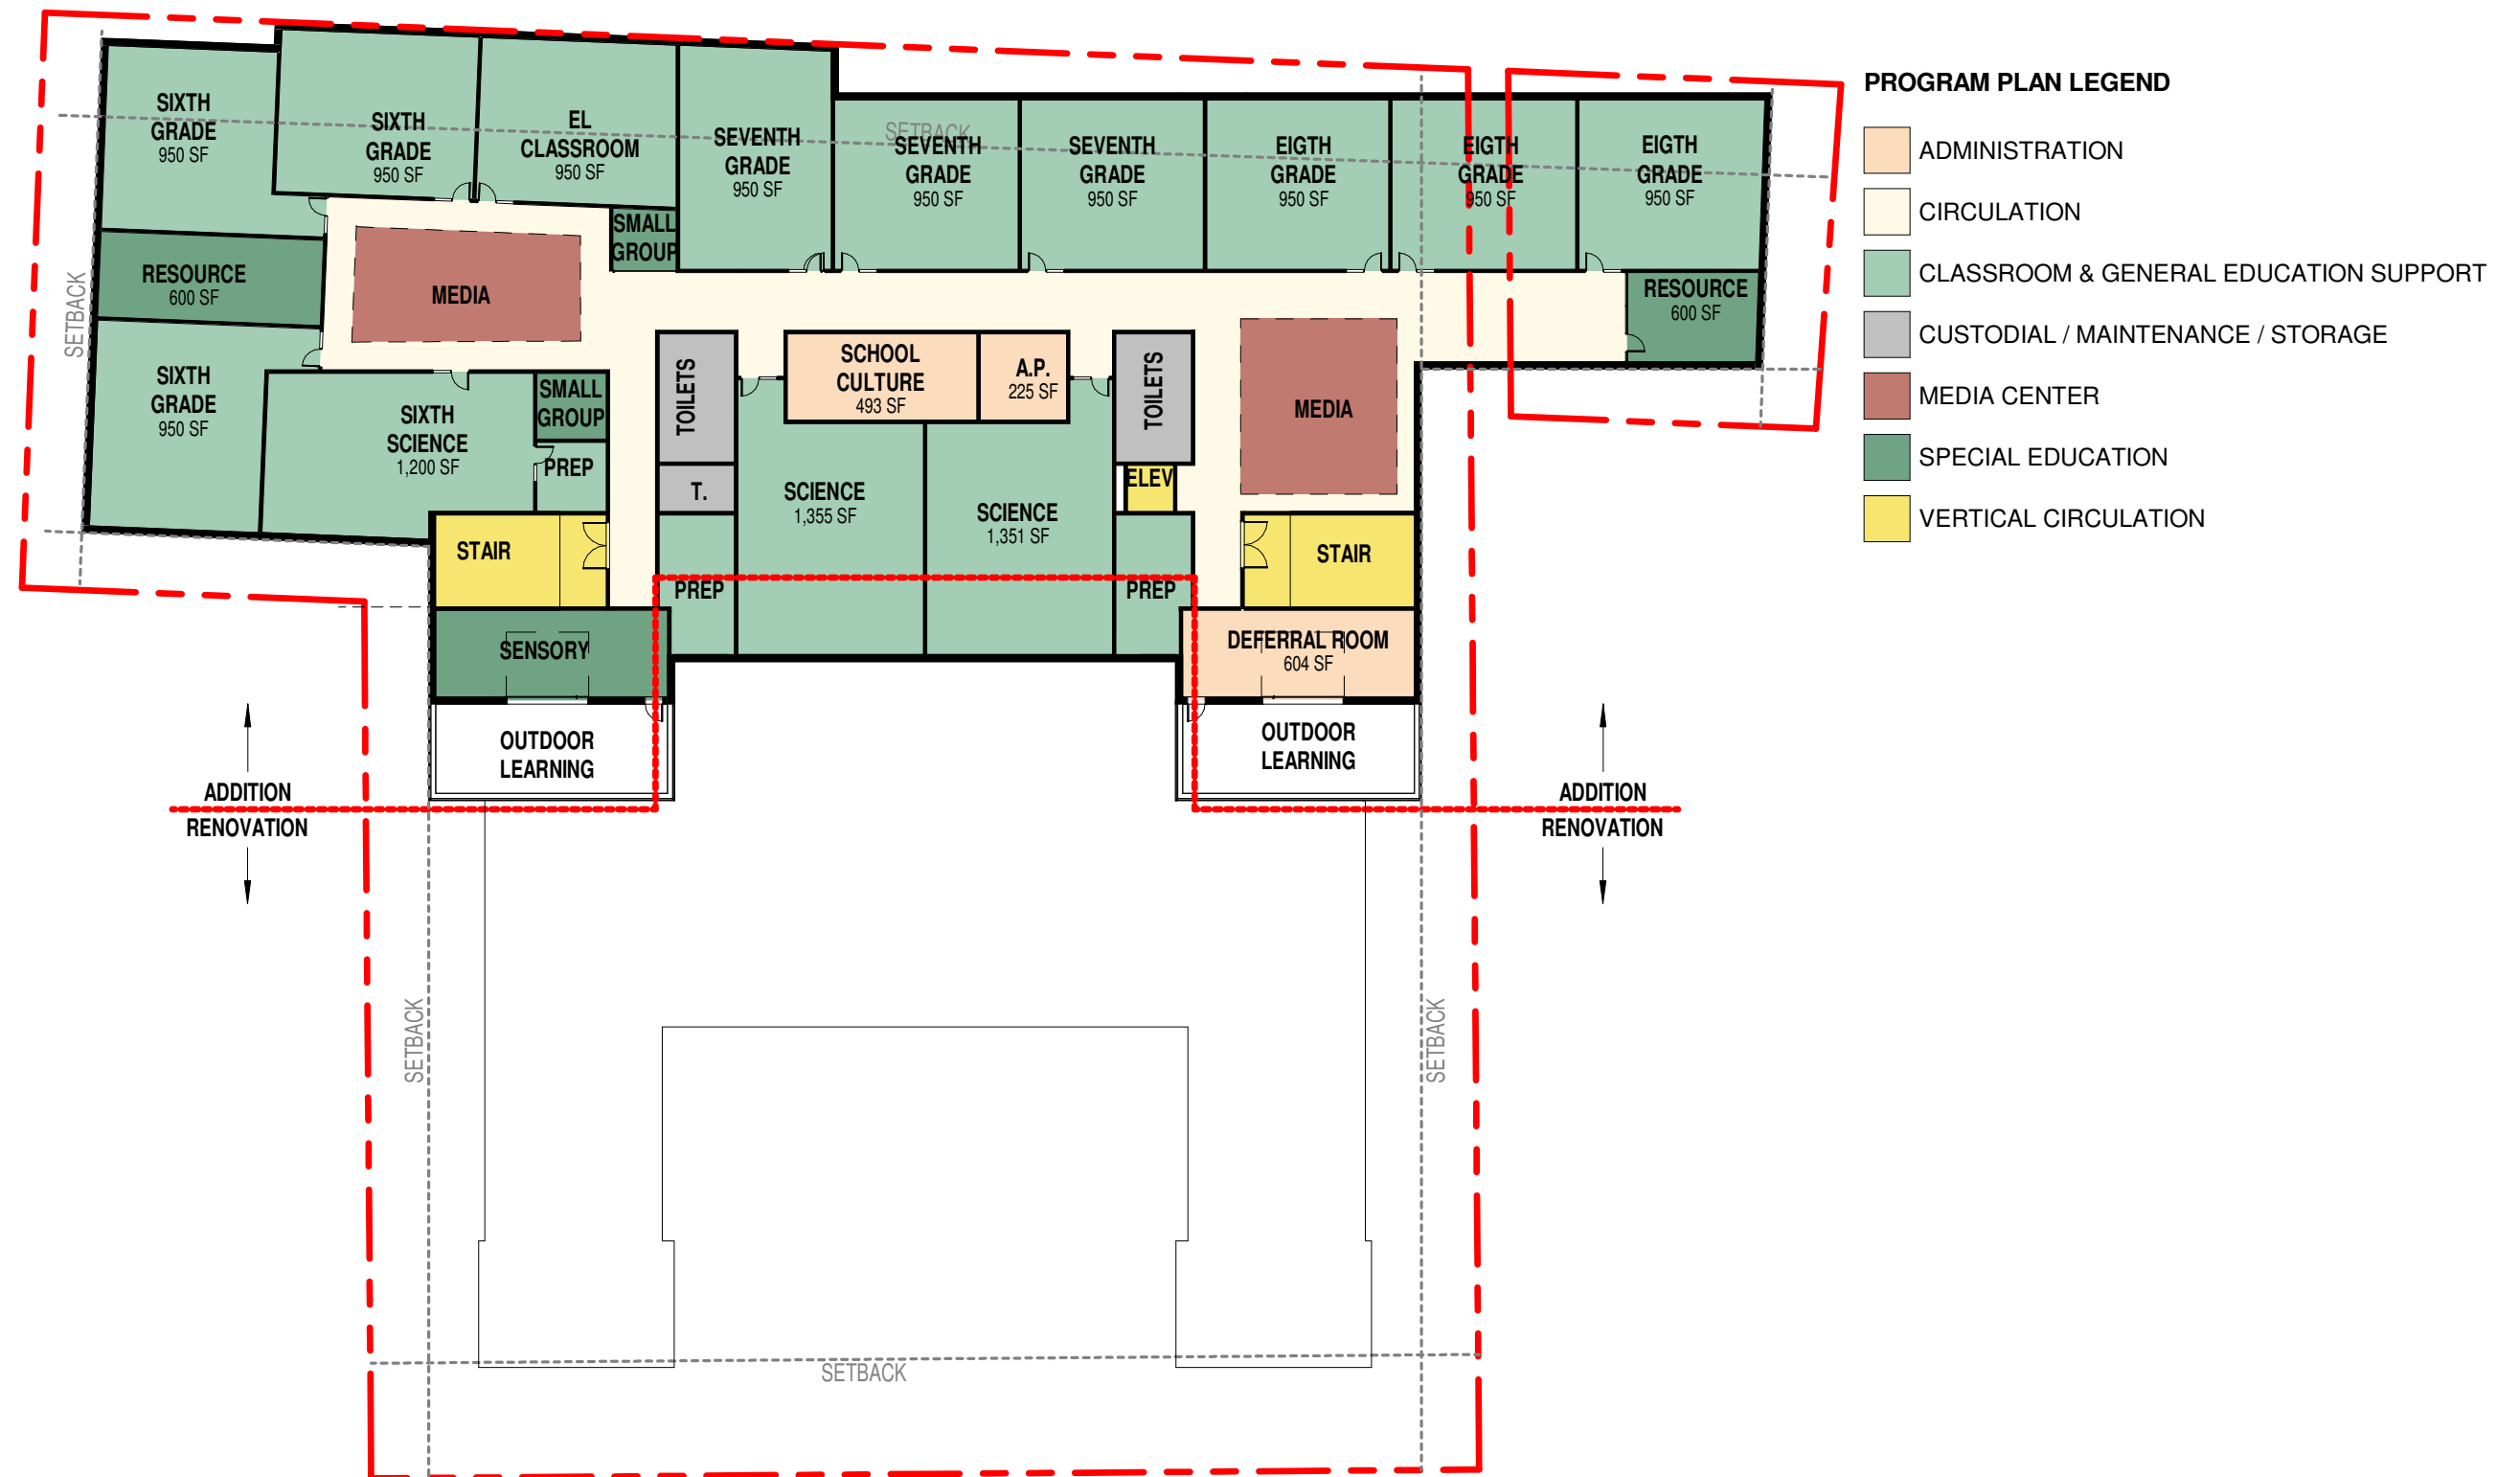 SIXTH
GRADE
950 SF
SIXTH
GRADE
950 SF
EL
CLASSROOM
950 SF
SEVENTH
GRADE
950 SF
SETBACK
SEVENTH
GRADE
950 SF
SEVENTH
GRADE
950 SF
EIGTH
GRADE
950 SF
EIGTH
GRADE
950 SF
EIGTH
GRADE
950 SF
SMALL
GROUP
RESOURCE
600 SF
MEDIA
RESOURCE
600 SF
SETBACK
SIXTH
GRADE
950 SF
SIXTH
SCIENCE
1,200 SF
SMALL
GROUP
PREP
TOILETS
T.
SCHOOL
CULTURE
493 SF
A.P.
225 SF
TOILETS
MEDIA
ELEV
SCIENCE
1,355 SF
SCIENCE
1,351 SF
STAIR
STAIR
PREP
PREP
SENSORY
DEFERRAL ROOM
604 SF
OUTDOOR
LEARNING
OUTDOOR
LEARNING
ADDITION
RENOVATION
ADDITION
RENOVATION
SETBACK
SETBACK
SETBACK
PROGRAM PLAN LEGEND
ADMINISTRATION
CIRCULATION
CLASSROOM & GENERAL EDUCATION SUPPORT
CUSTODIAL / MAINTENANCE / STORAGE
MEDIA CENTER
SPECIAL EDUCATION
VERTICAL CIRCULATION